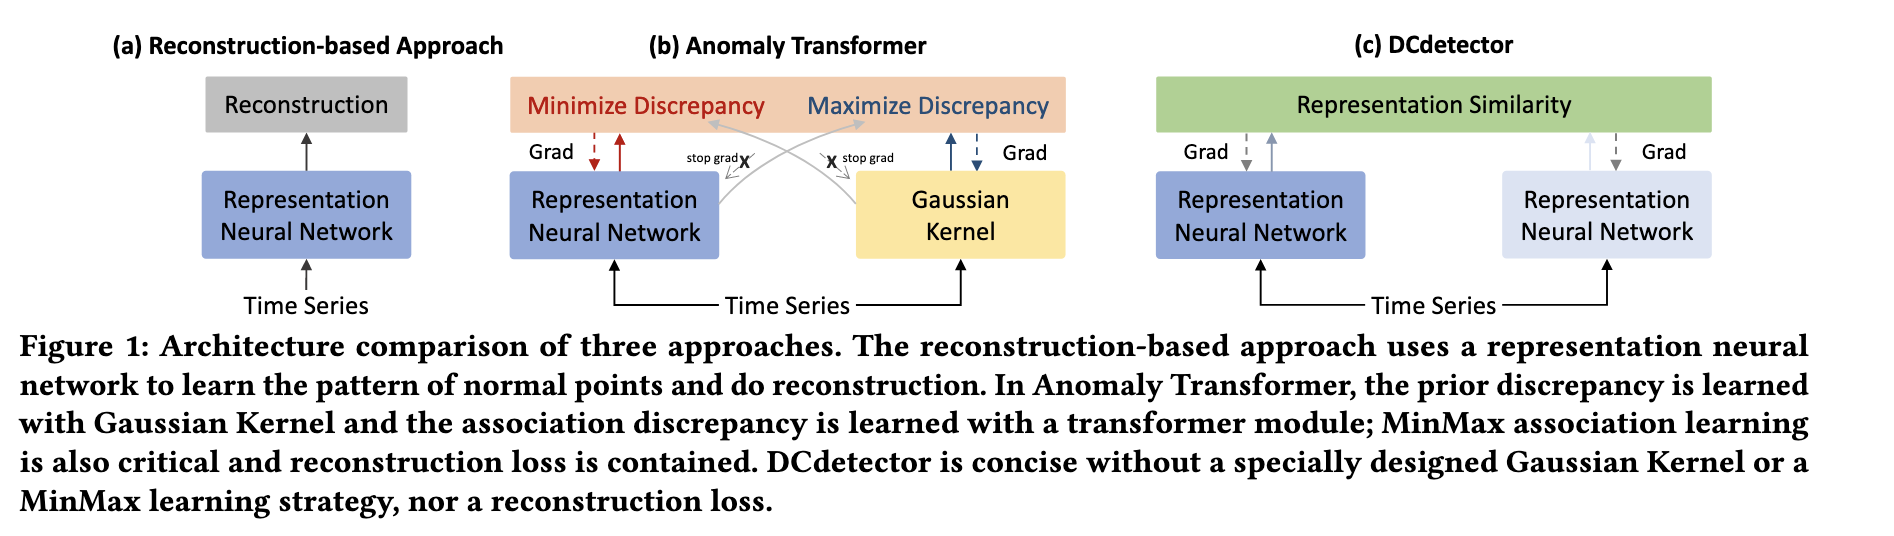 (a) Reconstruction-based Approach
Reconstruction
Representation
Neural Network
Time Series
(b) Anomaly Transformer
Minimize Discrepancy
Maximize Discrepancy
Grad
stop grad
X
X
stop grad
Grad
Representation
Neural Network
Gaussian
Kernel
Time Series
(c) DCdetector
Representation Similarity
Grad
Grad
Representation
Neural Network
Representation
Neural Network
Time Series
Figure 1: Architecture comparison of three approaches. The reconstruction-based approach uses a representation neural
network to learn the pattern of normal points and do reconstruction. In Anomaly Transformer, the prior discrepancy is learned
with Gaussian Kernel and the association discrepancy is learned with a transformer module; MinMax association learning
is also critical and reconstruction loss is contained. DCdetector is concise without a specially designed Gaussian Kernel or a
MinMax learning strategy, nor a reconstruction loss.